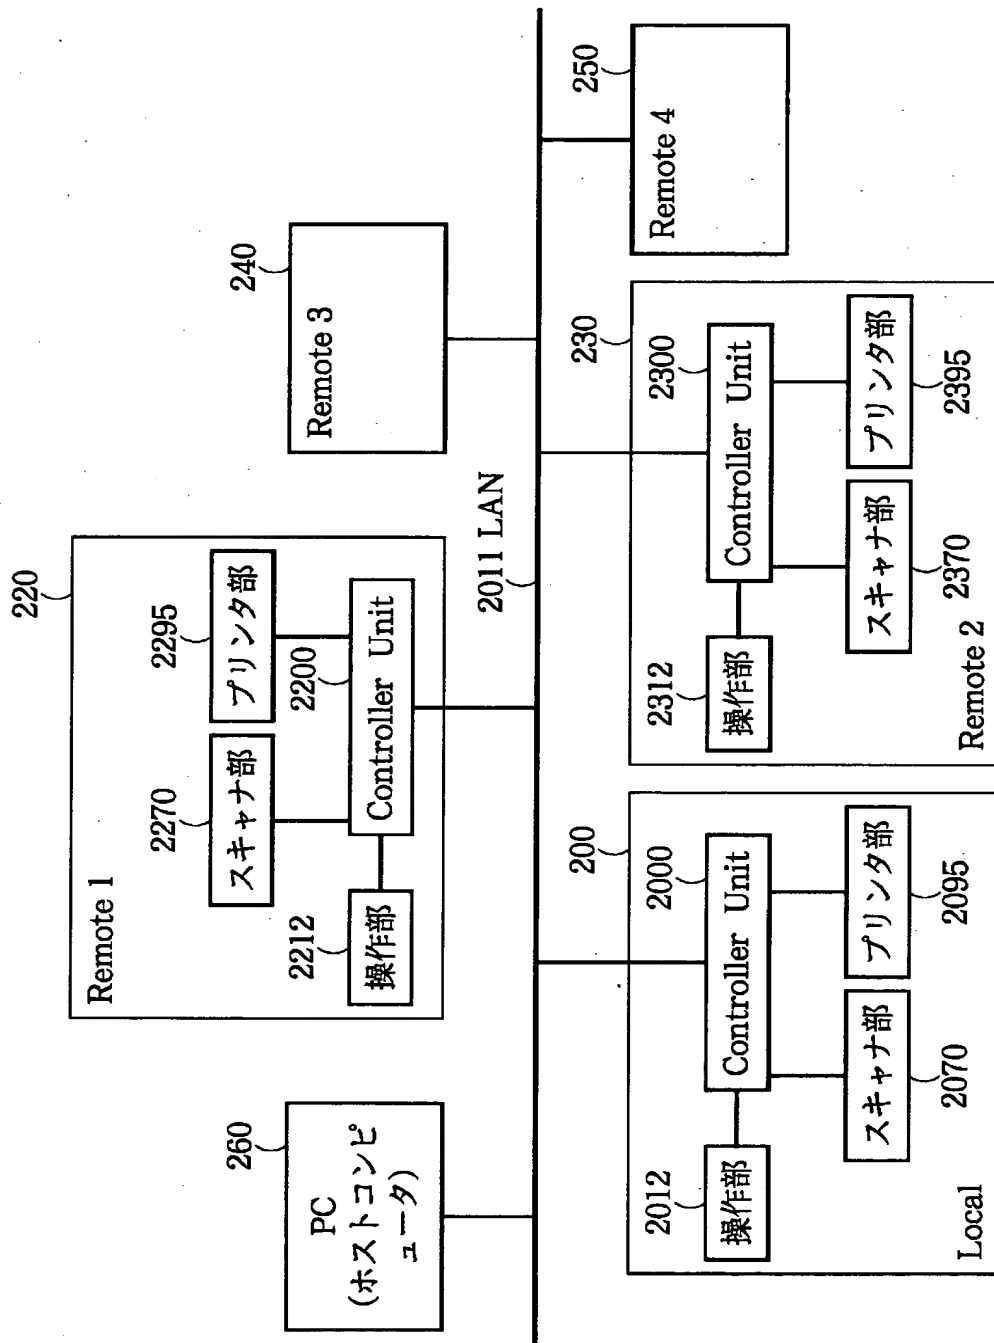 220
Remote 1
2270
スキャナ部
2295
プリンタ部
2200
Controller Unit
2212
操作部
260
PC
(ホストコンピ
ュータ)
240
Remote 3
2011 LAN
200
2000
Controller Unit
2012
操作部
スキャナ部
2070
プリンタ部
2095
Local
230
2300
Controller Unit
2312
操作部
スキャナ部
2370
プリンタ部
2395
Remote 2
250
Remote 4